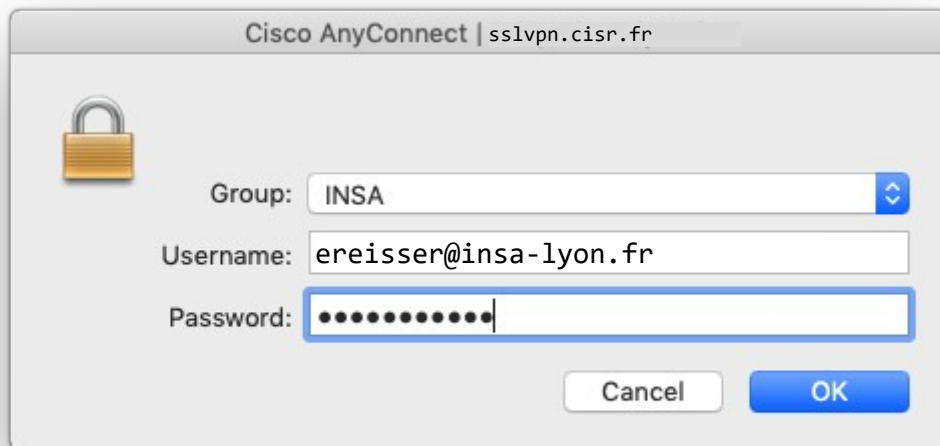 Cisco AnyConnect | sslvpn.cisr.fr
Group: INSA
Username: ereisser@insa-lyon.fr
Password: •••••••••••
Cancel OK